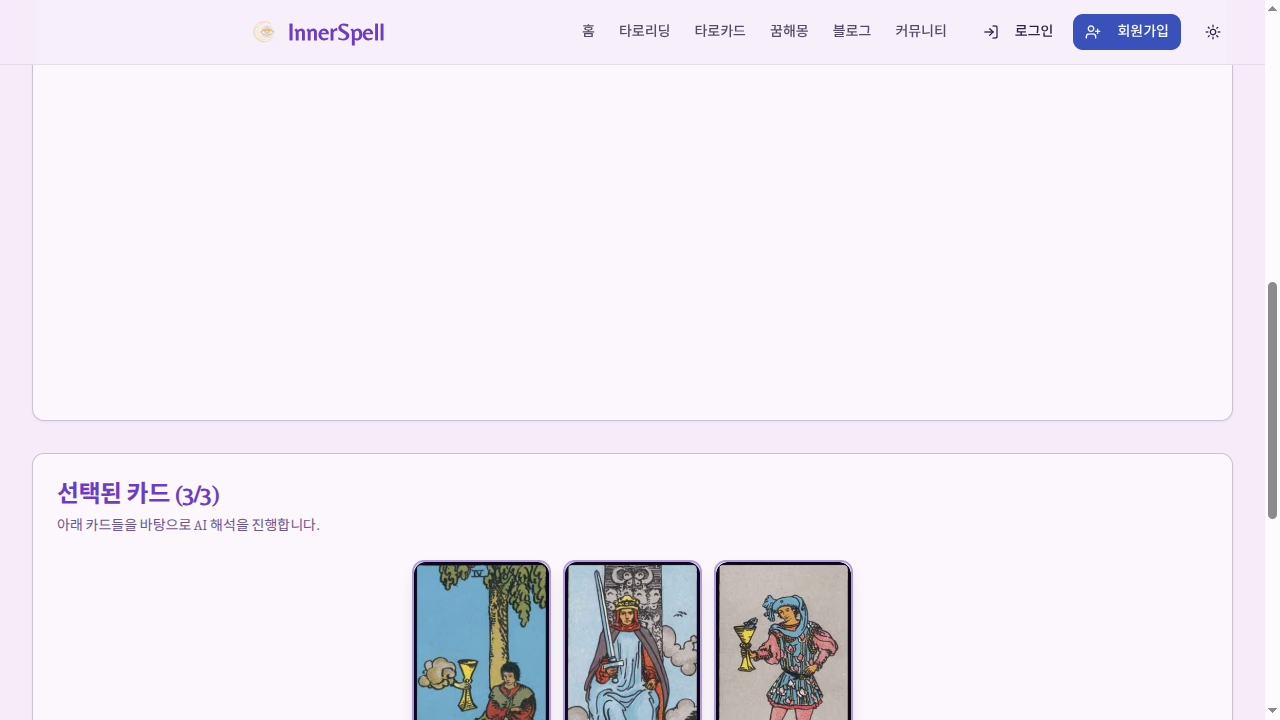 InnerSpell
홈 타로리딩 타로카드 꿈해몽 블로그 커뮤니티 로그인 회원가입
선택된 카드 (3/3)
아래 카드들을 바탕으로 AI 해석을 진행합니다.
IV